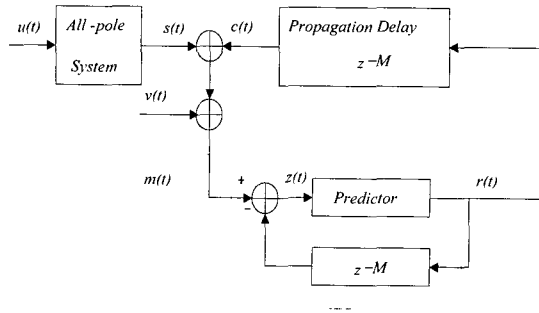 u(t)
All -pole
System
s(t)
c(t)
Propagation Delay
z −M
v(t)
m(t)
+
−
z(t)
Predictor
r(t)
z −M